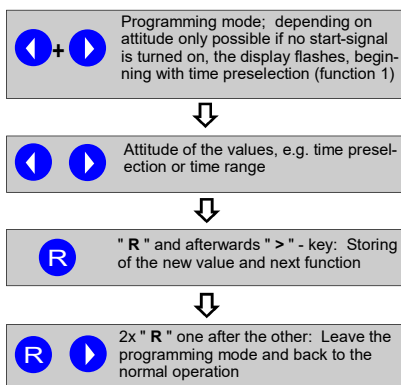 +
Programming mode; depending on
attitude only possible if no start-signal
is turned on, the display flashes, begin-
ning with time preselection (function 1)
Attitude of the values, e.g. time presel-
ection or time range
R
" R " and afterwards " > " - key: Storing
of the new value and next function
R
2x " R " one after the other: Leave the
programming mode and back to the
normal operation